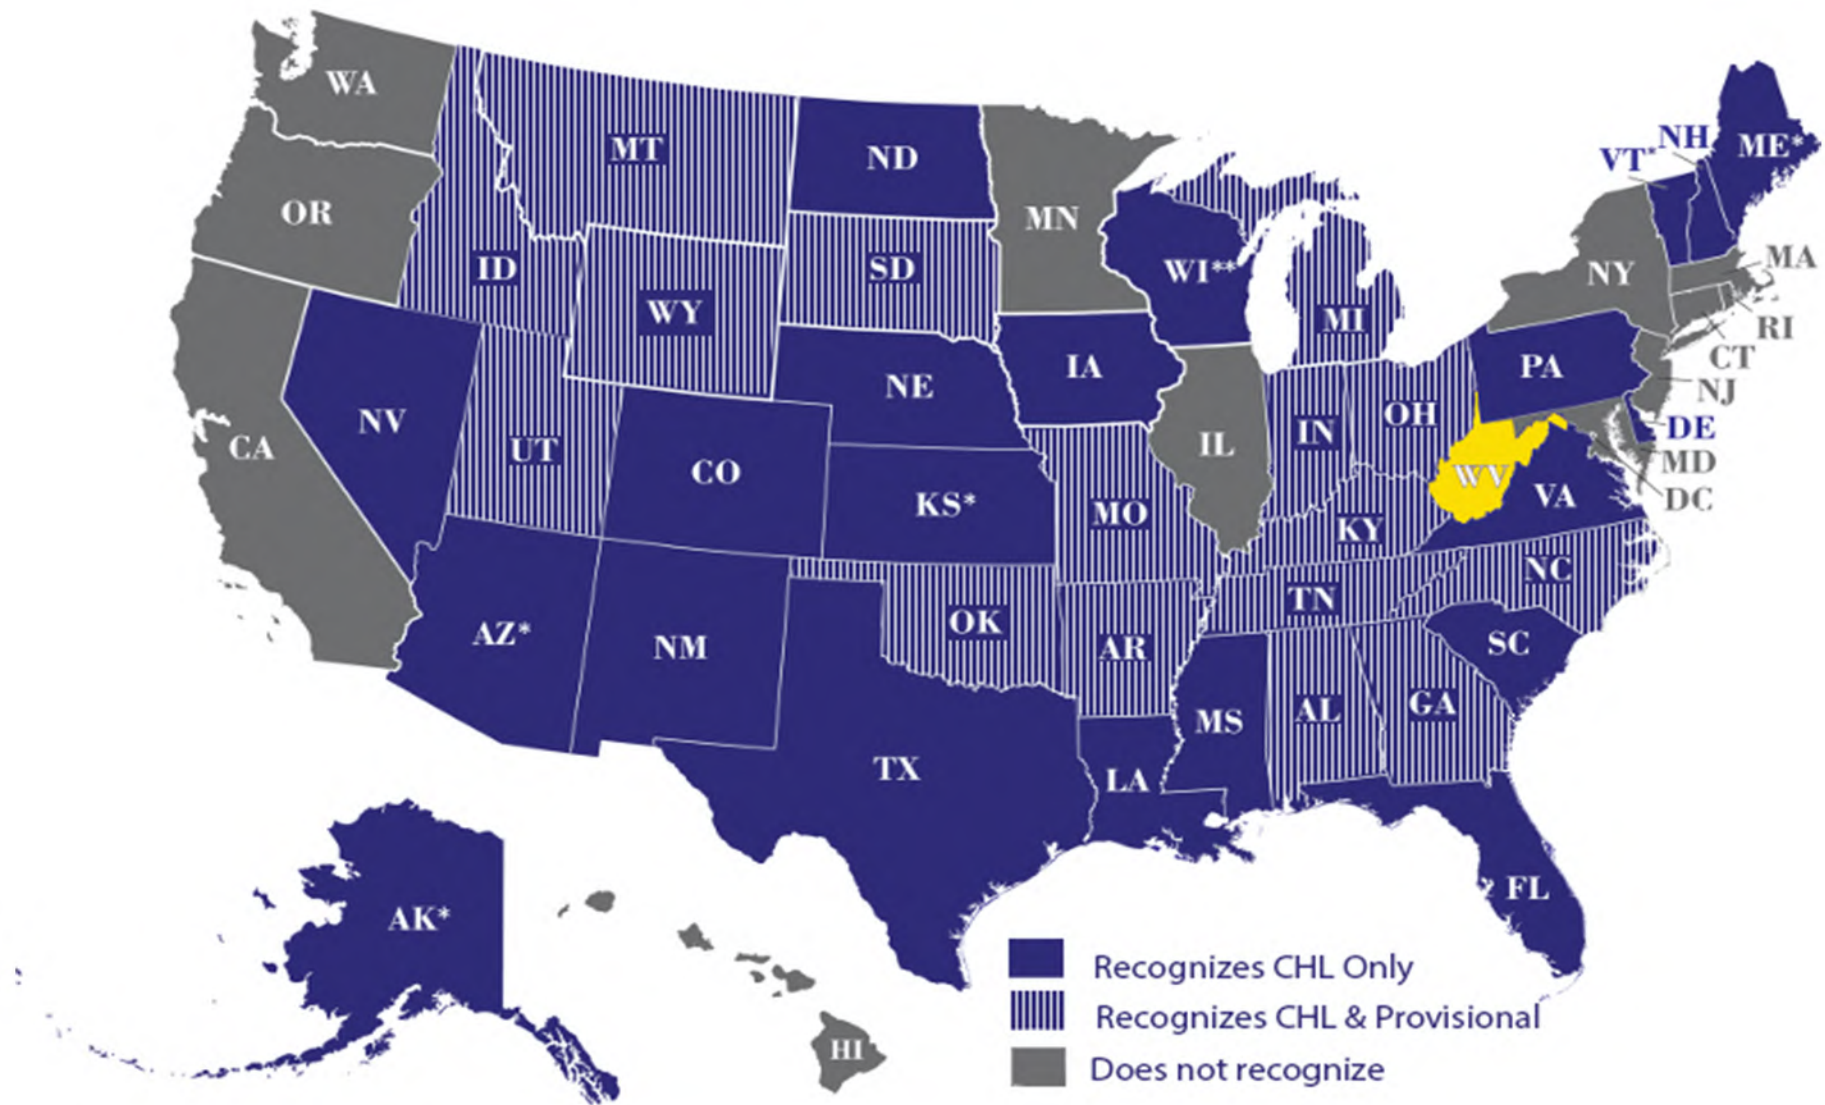 WA
MT
ND
OR
MN
ID
SD
WI**
WY
MI
NH
VT*
ME*
NY
MA
RI
CT
NJ
PA
DE
MD
DC
NV
CA
UT
NE
IA
CO
KS*
IL
IN
OH
WV
VA
MO
KY
NC
TN
AZ*
NM
OK
AR
SC
MS
AL
GA
TX
LA
FL
AK*
HI
Recognizes CHL Only
Recognizes CHL & Provisional
Does not recognize